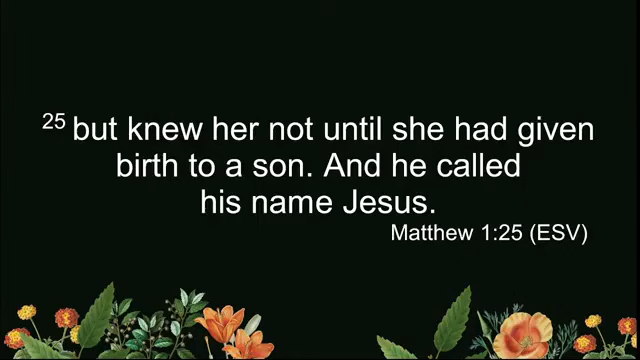 25 but knew her not until she had given
birth to a son. And he called
his name Jesus.
Matthew 1:25 (ESV)